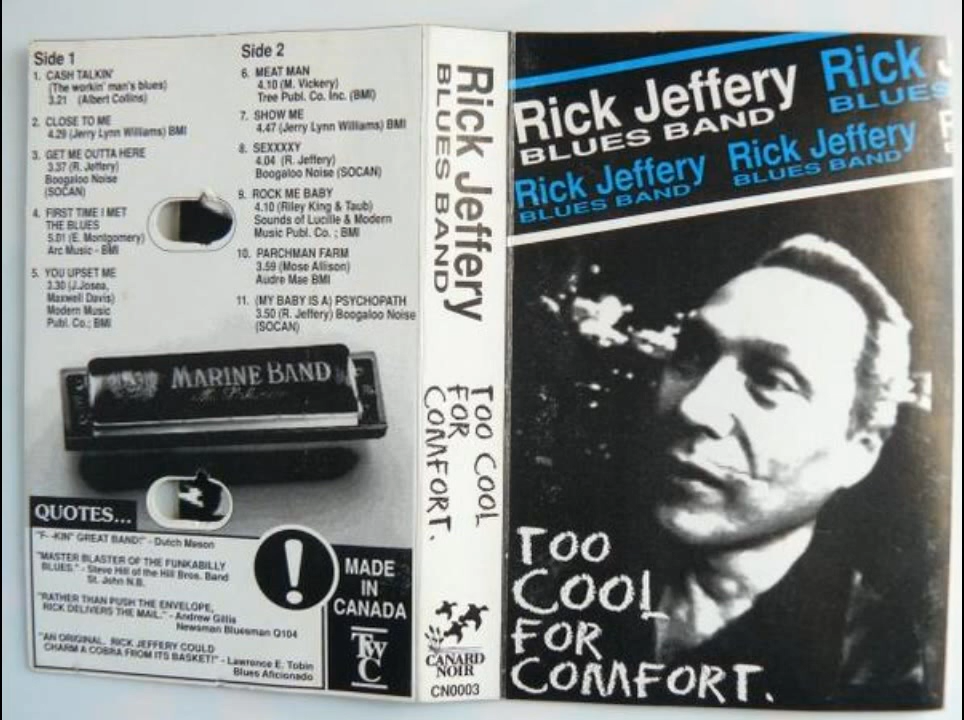 Side 1
1. CASH TALKIN'
(The workin' man's blues)
3.21 (Albert Collins)
2. CLOSE TO ME
4.29 (Jerry Lynn Williams) BMI
3. GET ME OUTTA HERE
3.37 (R. Jeffery)
Boogaloo Noise
(SOCAN)
4. FIRST TIME I MET
THE BLUES
5.01 (E. Montgomery)
Arc Music - BMI
5. YOU UPSET ME
3.30 (J.Josea,
Maxwell Davis)
Modern Music
Publ. Co.; BMI
Side 2
6. MEAT MAN
4.10 (M. Vickery)
Tree Publ. Co. Inc. (BMI)
7. SHOW ME
4.47 (Jerry Lynn Williams) BMI
8. SEXXXXY
4.04 (R. Jeffery)
Boogaloo Noise (SOCAN)
9. ROCK ME BABY
4.10 (Riley King & Taub)
Sounds of Lucille & Modern
Music Publ. Co. ; BMI
10. PARCHMAN FARM
3.59 (Mose Allison)
Audre Mae BMI
11. (MY BABY IS A) PSYCHOPATH
3.50 (R. Jeffery) Boogaloo Noise
(SOCAN)
MARINE BAND
QUOTES...
"F- -KIN' GREAT BAND!" - Dutch Mason
"MASTER BLASTER OF THE FUNKABILLY
BLUES." - Steve Hill of the Hill Bros. Band
St. John N.B.
"RATHER THAN PUSH THE ENVELOPE,
RICK DELIVERS THE MAIL." - Andrew Gillis
Newsman Bluesman Q104
"AN ORIGINAL. RICK JEFFERY COULD
CHARM A COBRA FROM ITS BASKET!" - Lawrence E. Tobin
Blues Aficionado
!
MADE
IN
CANADA
TWC
Rick Jeffery
BLUES BAND
TOO COOL
FOR
COMFORT.
CANARD
NOIR
CN0003
Rick Jeffery
BLUES BAND
Rick J
BLUES
Rick Jeffery
BLUES BAND
Rick Jeffery
BLUES BAND
TOO
COOL
FOR
COMFORT.